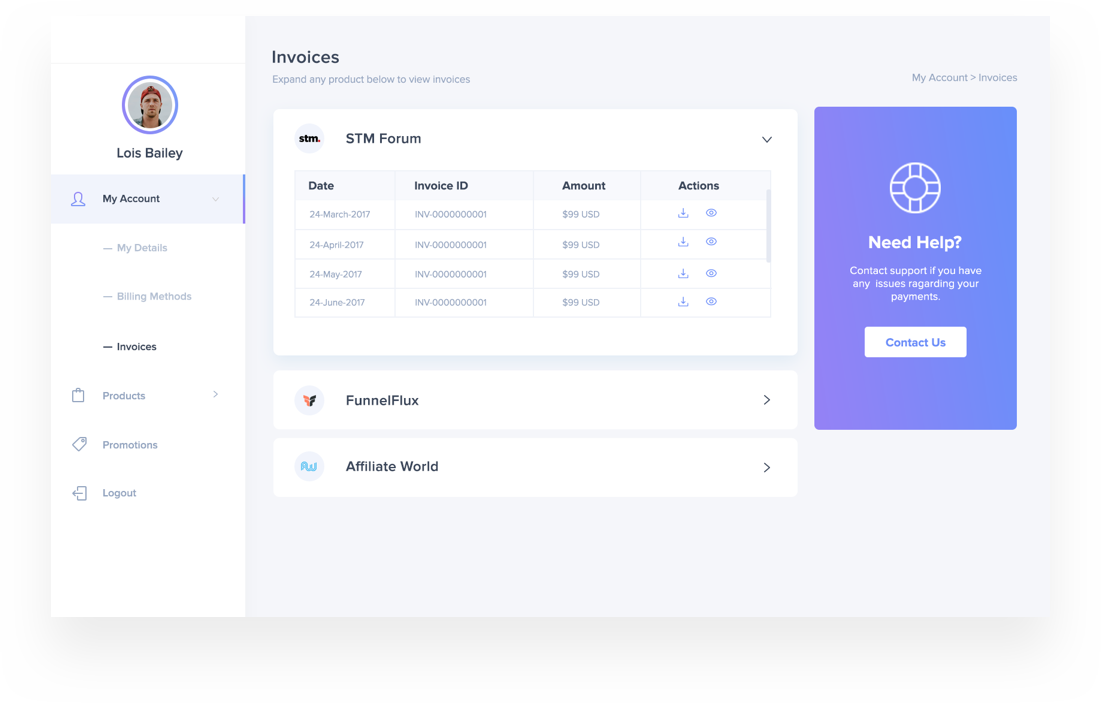 Lois Bailey
My Account
— My Details
— Billing Methods
— Invoices
Products
Promotions
Logout
Invoices
Expand any product below to view invoices
My Account > Invoices
stm.
STM Forum
Date Invoice ID Amount Actions
24-March-2017 INV-0000000001 $99 USD
24-April-2017 INV-0000000001 $99 USD
24-May-2017 INV-0000000001 $99 USD
24-June-2017 INV-0000000001 $99 USD
FunnelFlux
AW
Affiliate World
Need Help?
Contact support if you have
any issues ragarding your
payments.
Contact Us